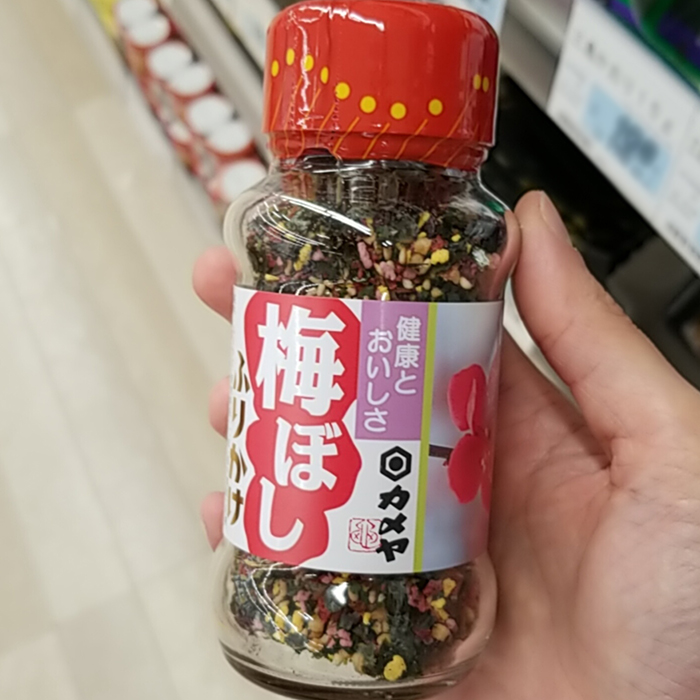 健康と
おいしさ
梅ぼし
ふりかけ
カメヤ